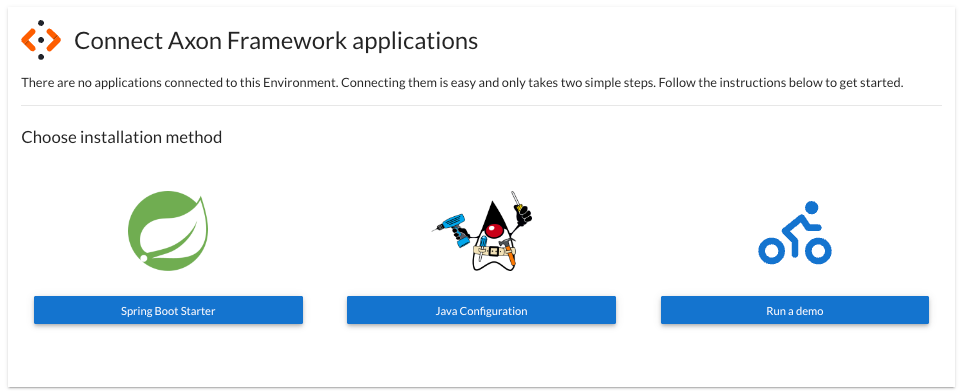 Connect Axon Framework applications
There are no applications connected to this Environment. Connecting them is easy and only takes two simple steps. Follow the instructions below to get started.
Choose installation method
Spring Boot Starter
Java Configuration
Run a demo